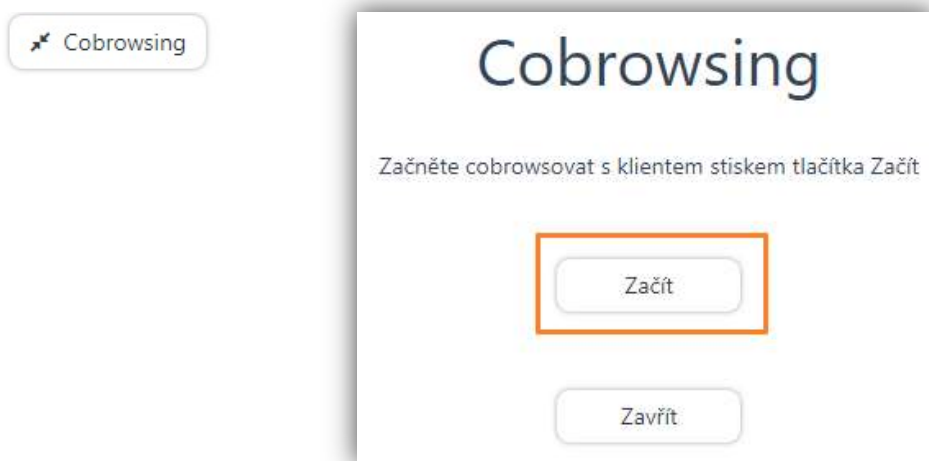 Cobrowsing
Cobrowsing
Začněte cobrowsovat s klientem stiskem tlačítka Začít
Začít
Zavřít